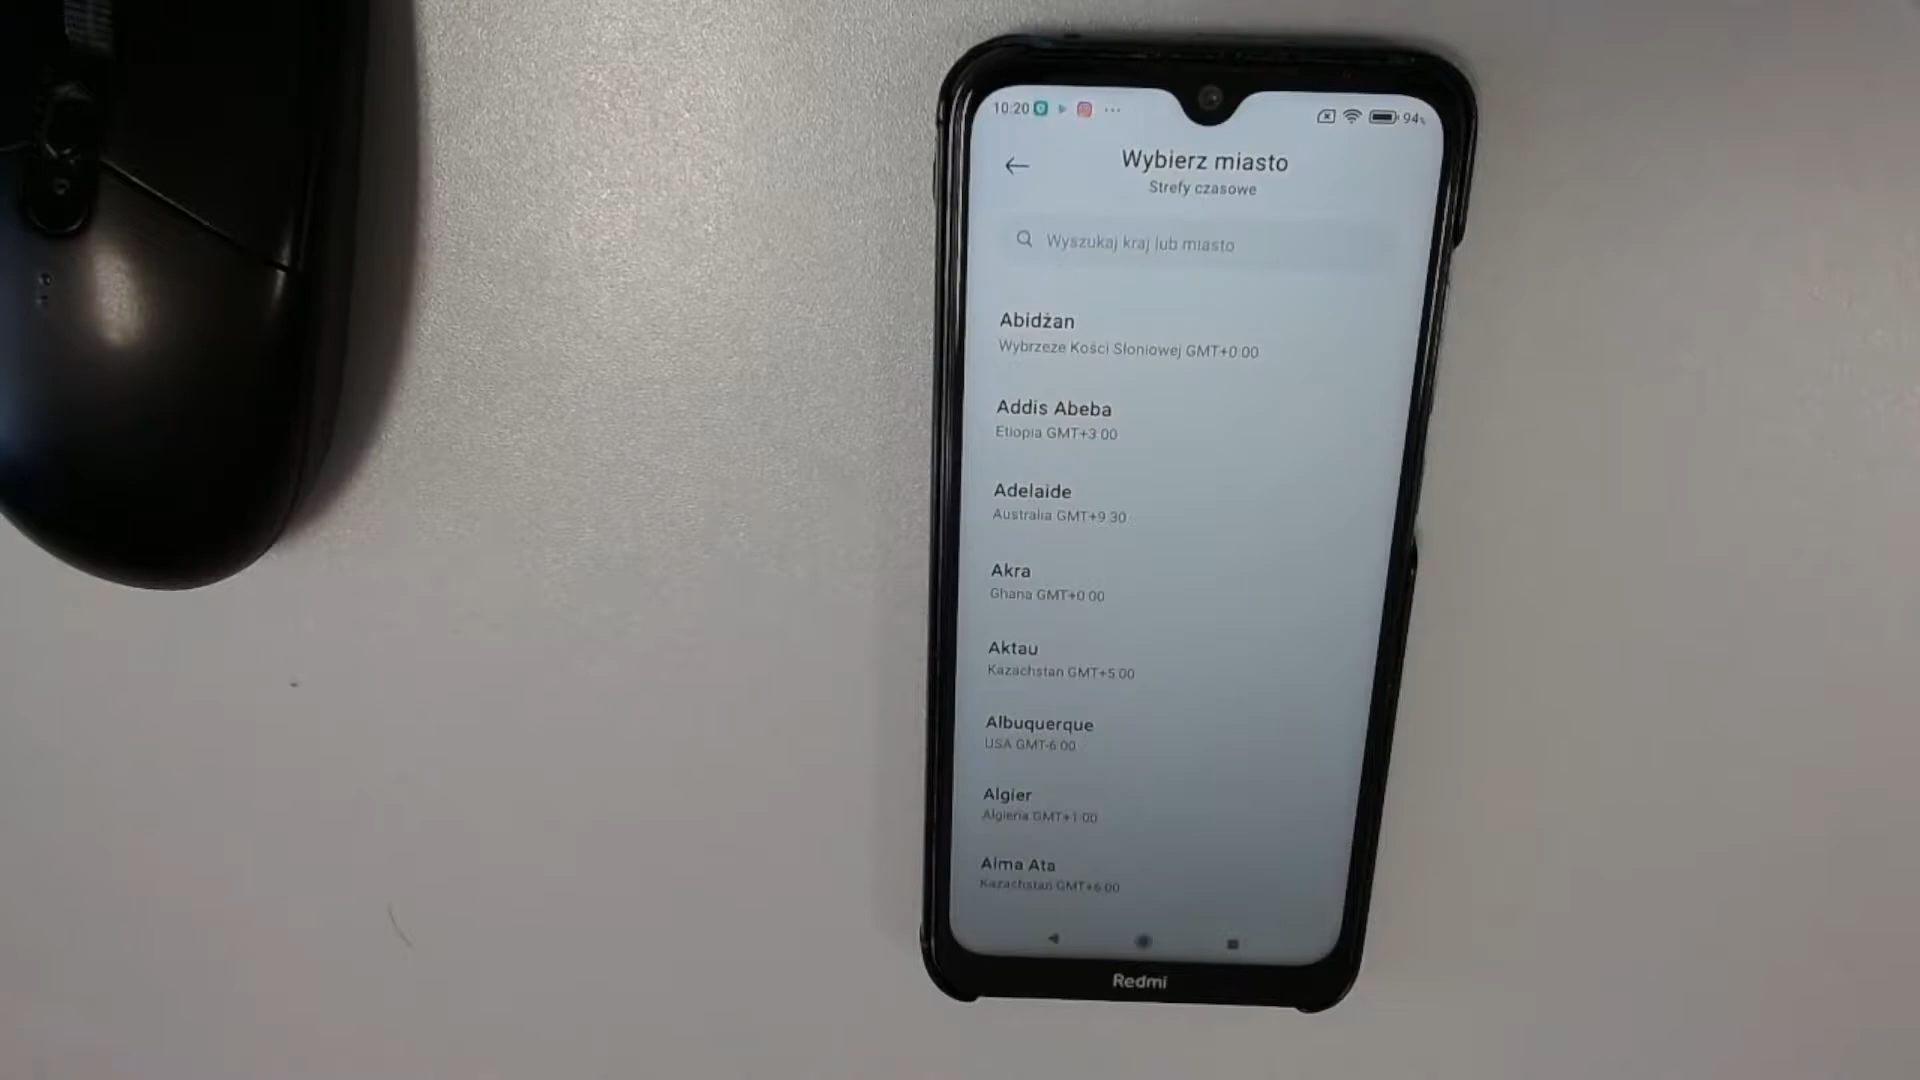 10:20 ... 94%
Wybierz miasto
Strefy czasowe
Wyszukaj kraj lub miasto
Abidżan
Wybrzeże Kości Słoniowej GMT+0:00
Addis Abeba
Etiopia GMT+3:00
Adelaide
Australia GMT+9:30
Akra
Ghana GMT+0:00
Aktau
Kazachstan GMT+5:00
Albuquerque
USA GMT-6:00
Algier
Algieria GMT+1:00
Alma Ata
Kazachstan GMT+6:00
Redmi